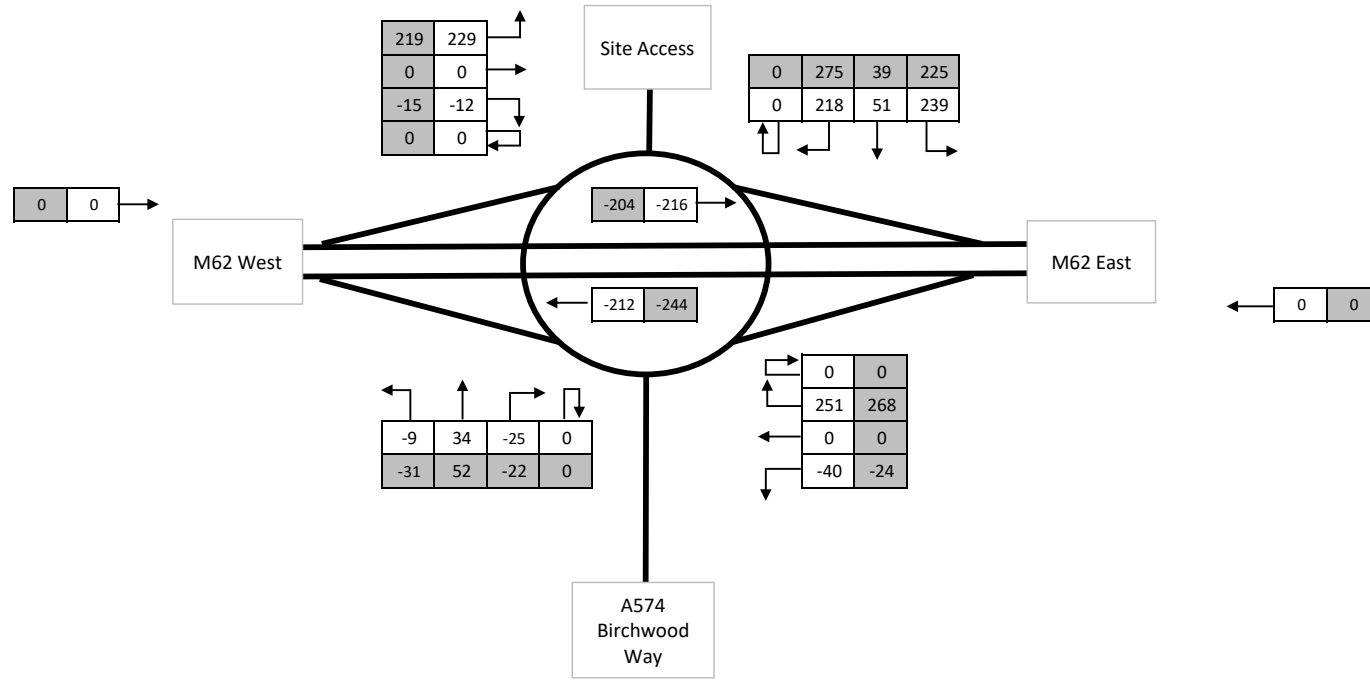 219 229
0 0
-15 -12
0 0
Site Access
0 275 39 225
0 218 51 239
0 0
-204 -216
M62 West
M62 East
-212 -244
0 0
-9 34 -25 0
-31 52 -22 0
0 0
251 268
0 0
-40 -24
A574
Birchwood
Way